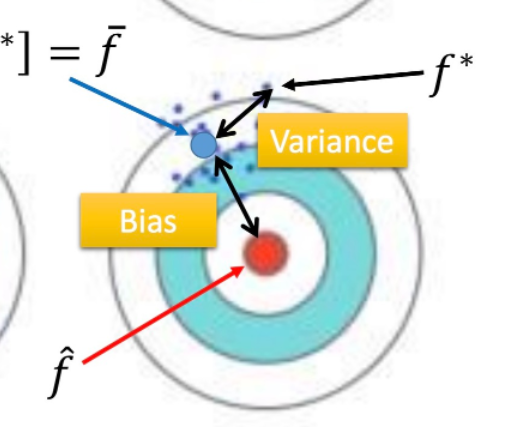 *] = f̄
f*
Variance
Bias
f̂